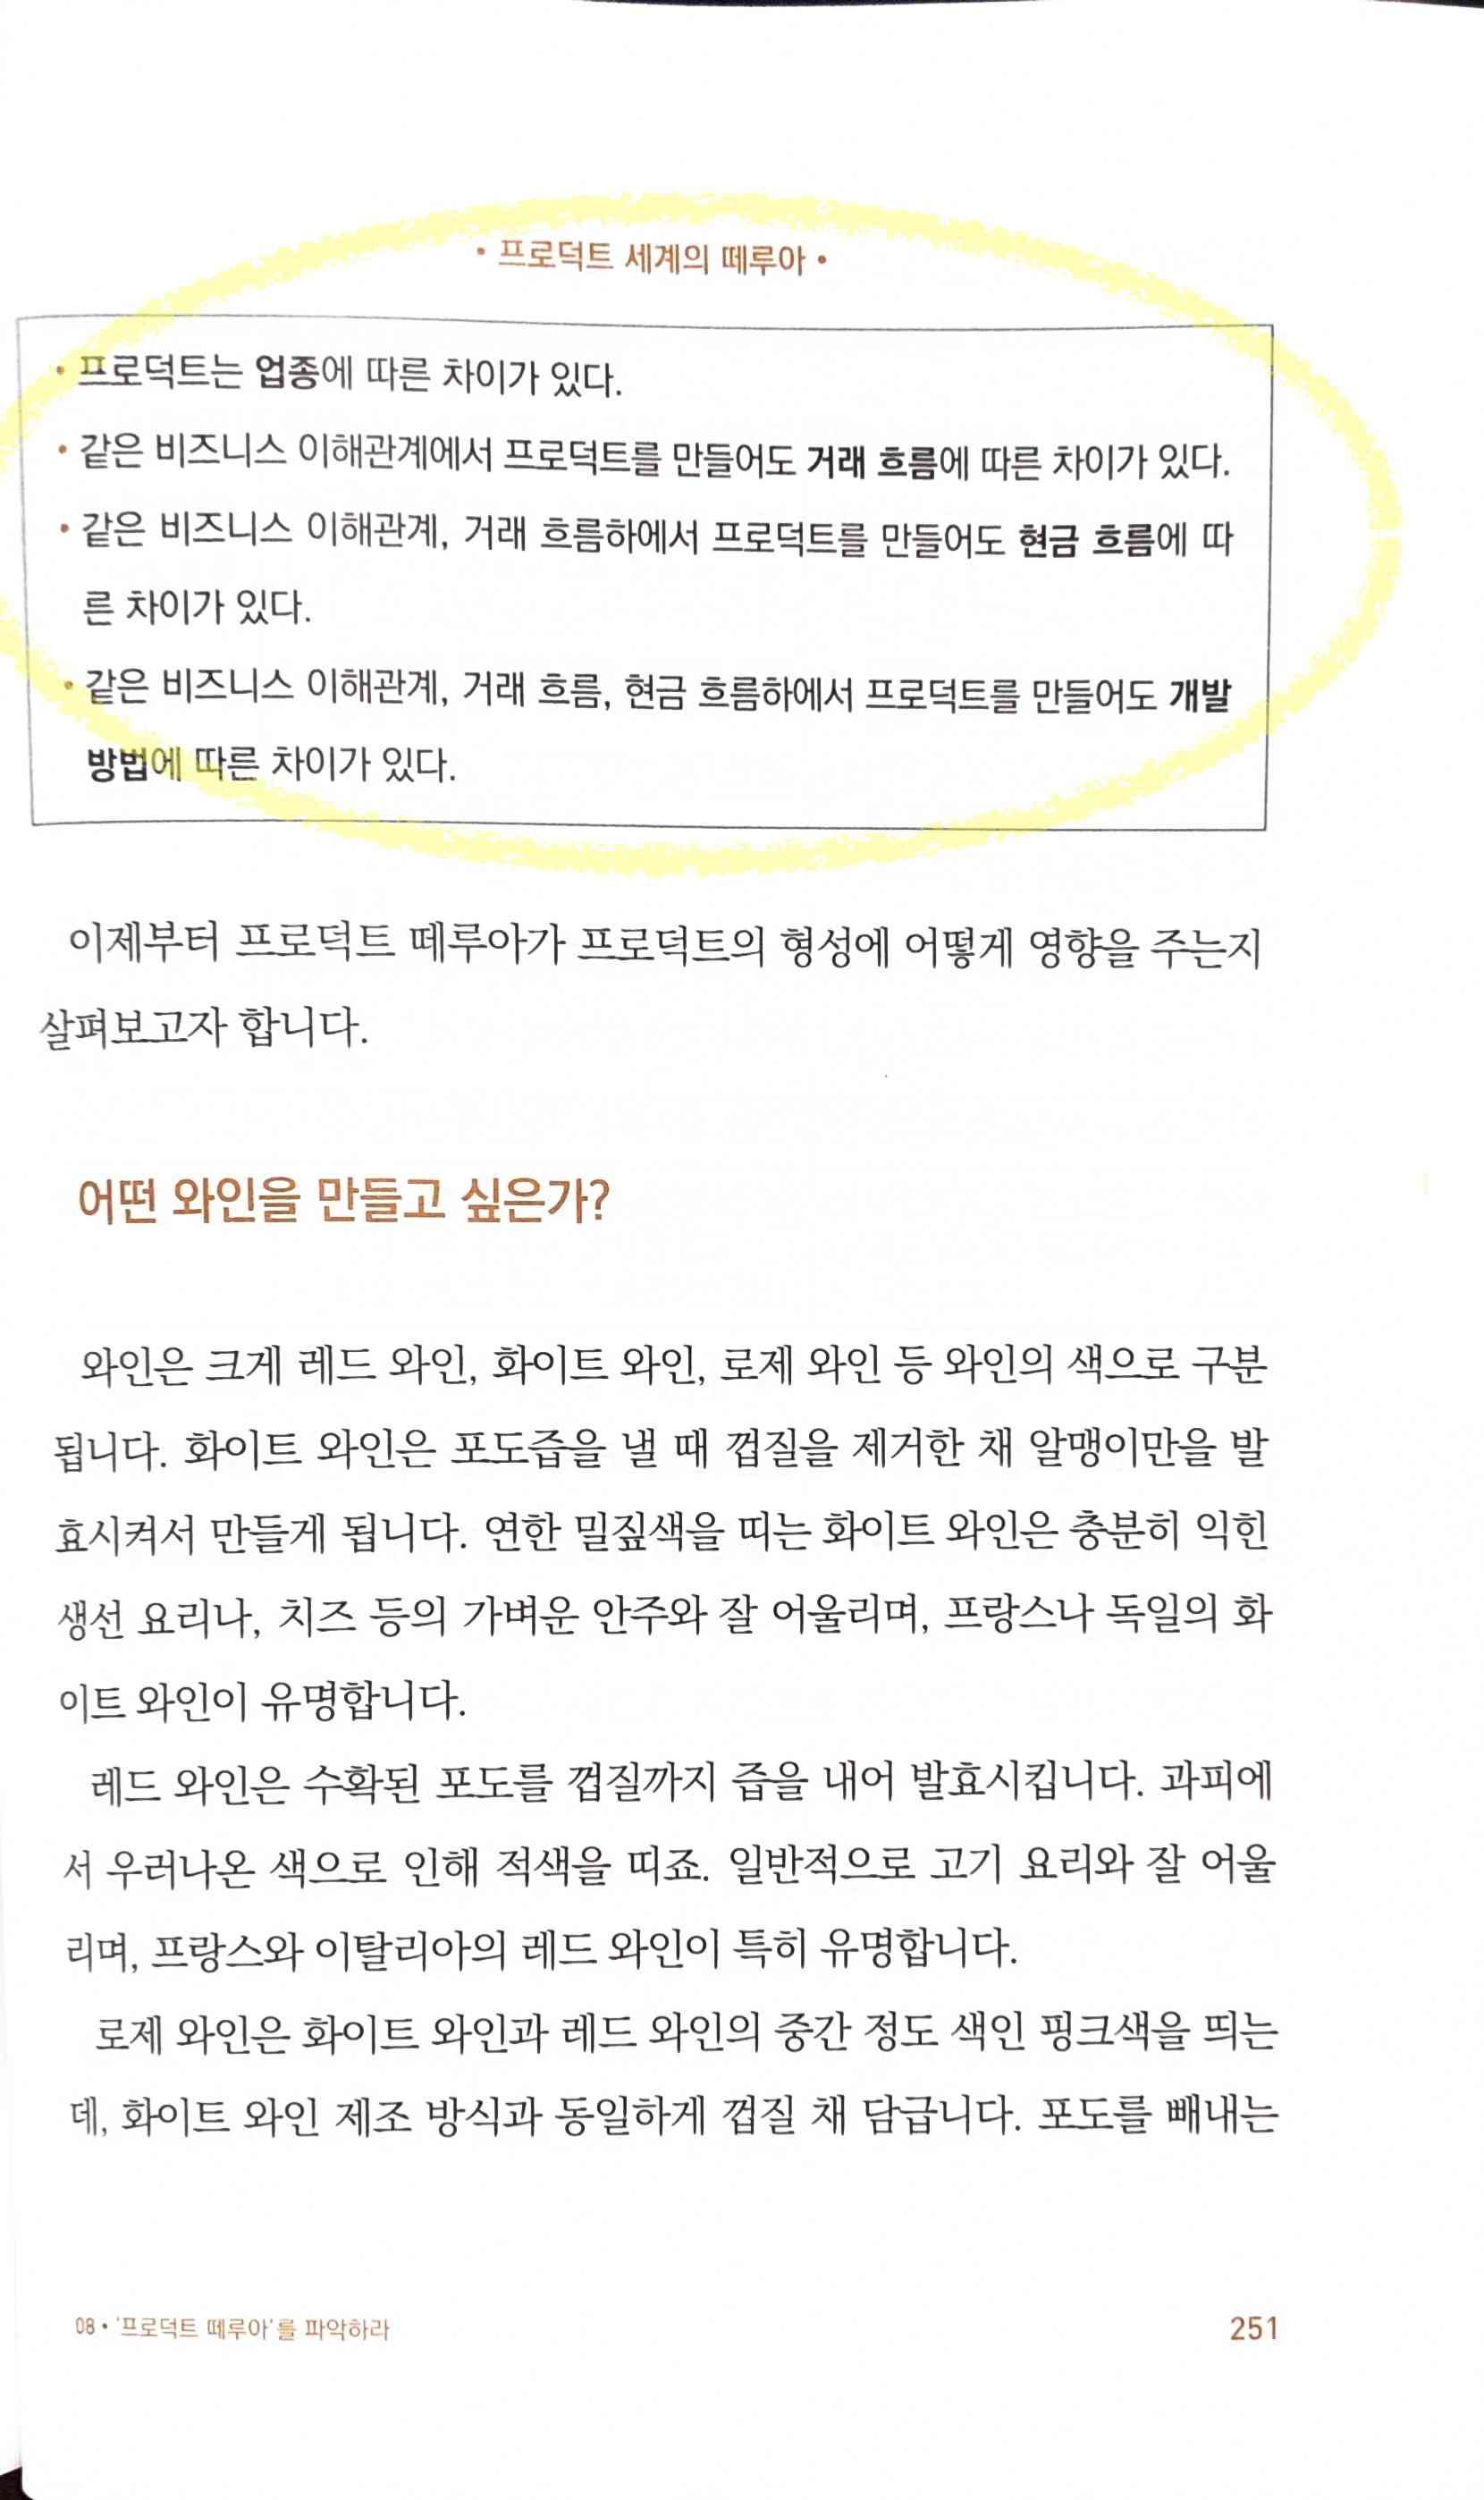 • 프로덕트 세계의 떼루아 •
• 프로덕트는 업종에 따른 차이가 있다.
• 같은 비즈니스 이해관계에서 프로덕트를 만들어도 거래 흐름에 따른 차이가 있다.
• 같은 비즈니스 이해관계, 거래 흐름하에서 프로덕트를 만들어도 현금 흐름에 따
른 차이가 있다.
• 같은 비즈니스 이해관계, 거래 흐름, 현금 흐름하에서 프로덕트를 만들어도 개발
방법에 따른 차이가 있다.
이제부터 프로덕트 떼루아가 프로덕트의 형성에 어떻게 영향을 주는지
살펴보고자 합니다.
어떤 와인을 만들고 싶은가?
와인은 크게 레드 와인, 화이트 와인, 로제 와인 등 와인의 색으로 구분
됩니다. 화이트 와인은 포도즙을 낼 때 껍질을 제거한 채 알맹이만을 발
효시켜서 만들게 됩니다. 연한 밀짚색을 띠는 화이트 와인은 충분히 익힌
생선 요리나, 치즈 등의 가벼운 안주와 잘 어울리며, 프랑스나 독일의 화
이트 와인이 유명합니다.
레드 와인은 수확된 포도를 껍질까지 즙을 내어 발효시킵니다. 과피에
서 우러나온 색으로 인해 적색을 띠죠. 일반적으로 고기 요리와 잘 어울
리며, 프랑스와 이탈리아의 레드 와인이 특히 유명합니다.
로제 와인은 화이트 와인과 레드 와인의 중간 정도 색인 핑크색을 띄는
데, 화이트 와인 제조 방식과 동일하게 껍질 채 담급니다. 포도를 빼내는
08 • '프로덕트 떼루아'를 파악하라
251